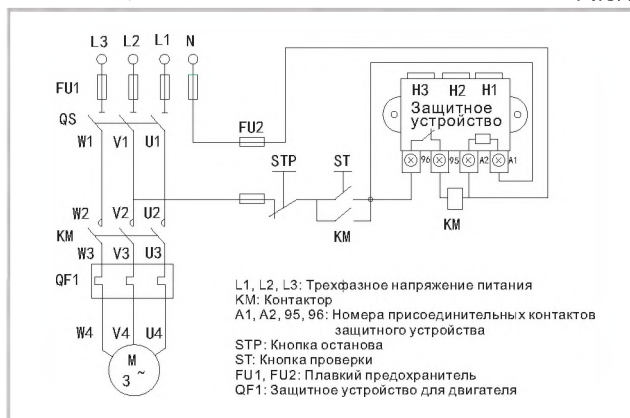 L3 L2 L1 N
FU1
QS
W1 V1 U1
FU2
STP
ST
H3 H2 H1
Защитное
устройство
96 95 A2 A1
KM
KM
W2 V2 U2
KM
W3 V3 U3
QF1
W4 V4 U4
M
3 ~
L1, L2, L3: Трехфазное напряжение питания
KM: Контактор
A1, A2, 95, 96: Номера присоединительных контактов
защитного устройства
STP: Кнопка останова
ST: Кнопка проверки
FU1, FU2: Плавкий предохранитель
QF1: Защитное устройство для двигателя